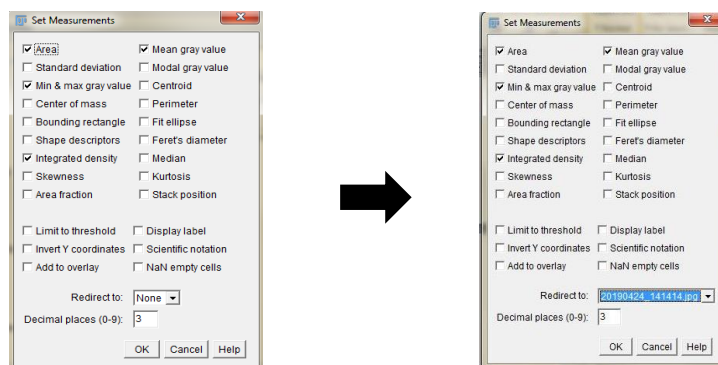 Set Measurements
Area Mean gray value
Standard deviation Modal gray value
Min & max gray value Centroid
Center of mass Perimeter
Bounding rectangle Fit ellipse
Shape descriptors Feret's diameter
Integrated density Median
Skewness Kurtosis
Area fraction Stack position
Limit to threshold Display label
Invert Y coordinates Scientific notation
Add to overlay NaN empty cells
Redirect to: None
Decimal places (0-9): 3
OK Cancel Help
Set Measurements
Area Mean gray value
Standard deviation Modal gray value
Min & max gray value Centroid
Center of mass Perimeter
Bounding rectangle Fit ellipse
Shape descriptors Feret's diameter
Integrated density Median
Skewness Kurtosis
Area fraction Stack position
Limit to threshold Display label
Invert Y coordinates Scientific notation
Add to overlay NaN empty cells
Redirect to: 20190424_141414.jpg
Decimal places (0-9): 3
OK Cancel Help